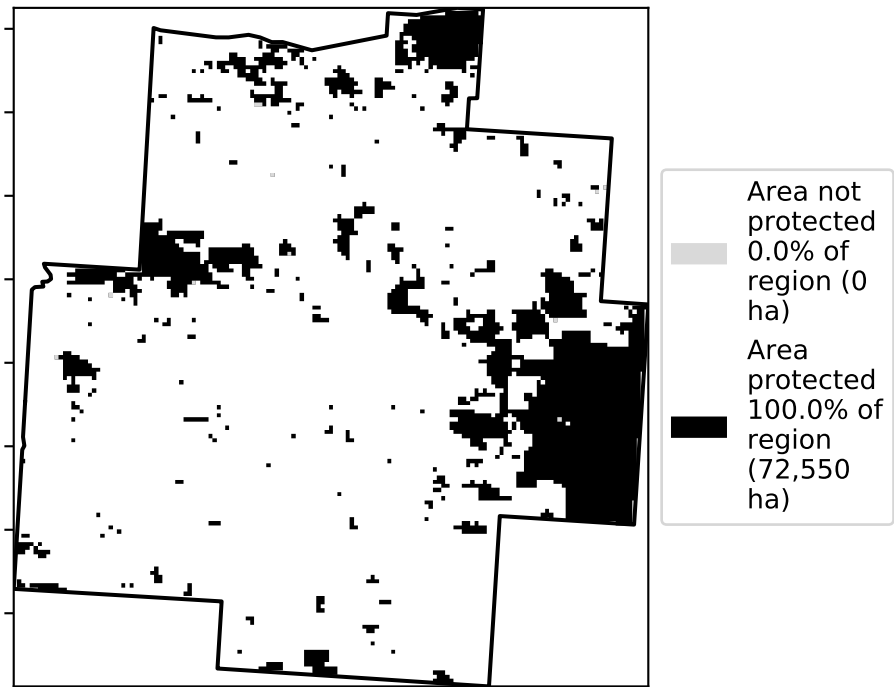 Area not
protected
0.0% of
region (0
ha)
Area
protected
100.0% of
region
(72,550
ha)